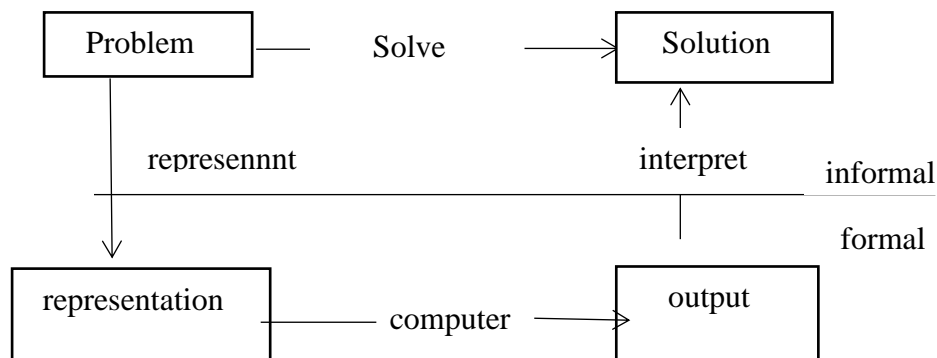 Problem
Solve
Solution
represennnt
interpret
informal
formal
representation
computer
output